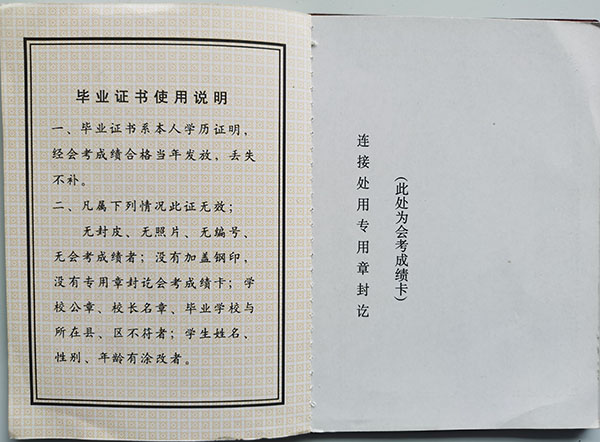 毕业证书使用说明
一、毕业证书系本人学历证明，
经会考成绩合格当年发放，丢失
不补。
二、凡属下列情况此证无效；
无封皮、无照片、无编号、
无会考成绩者；没有加盖钢印，
没有专用章封讫会考成绩卡；学
校公章、校长名章、毕业学校与
所在县、区不符者；学生姓名、
性别、年龄有涂改者。
（此处为会考成绩卡）
连接处用专用章封讫